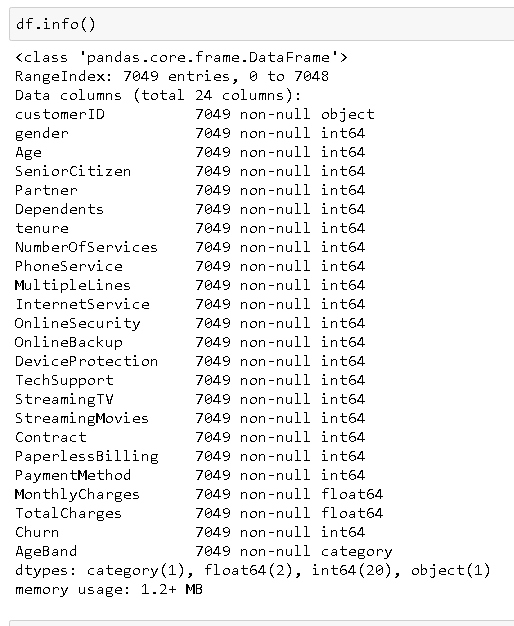 df.info()
<class 'pandas.core.frame.DataFrame'>
RangeIndex: 7049 entries, 0 to 7048
Data columns (total 24 columns):
customerID          7049 non-null object
gender              7049 non-null int64
Age                 7049 non-null int64
SeniorCitizen       7049 non-null int64
Partner             7049 non-null int64
Dependents          7049 non-null int64
tenure              7049 non-null int64
NumberOfServices    7049 non-null int64
PhoneService        7049 non-null int64
MultipleLines       7049 non-null int64
InternetService     7049 non-null int64
OnlineSecurity      7049 non-null int64
OnlineBackup        7049 non-null int64
DeviceProtection    7049 non-null int64
TechSupport         7049 non-null int64
StreamingTV         7049 non-null int64
StreamingMovies     7049 non-null int64
Contract            7049 non-null int64
PaperlessBilling    7049 non-null int64
PaymentMethod       7049 non-null int64
MonthlyCharges      7049 non-null float64
TotalCharges        7049 non-null float64
Churn               7049 non-null int64
AgeBand             7049 non-null category
dtypes: category(1), float64(2), int64(20), object(1)
memory usage: 1.2+ MB